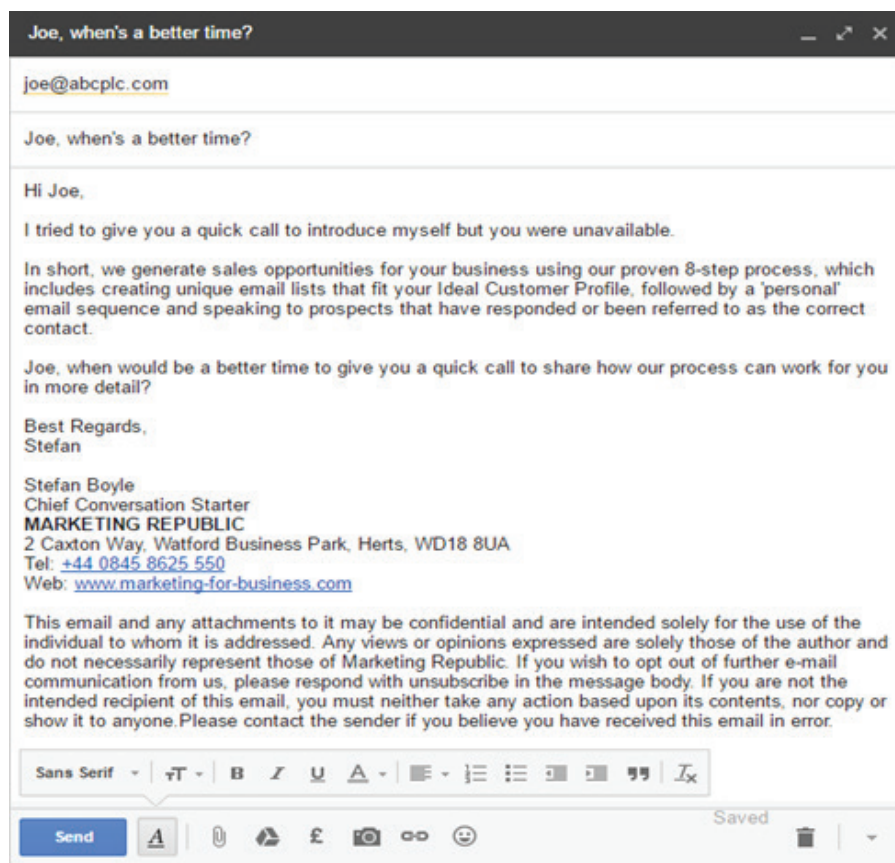 Joe, when's a better time?
joe@abcplc.com
Joe, when's a better time?
Hi Joe,
I tried to give you a quick call to introduce myself but you were unavailable.
In short, we generate sales opportunities for your business using our proven 8-step process, which
includes creating unique email lists that fit your Ideal Customer Profile, followed by a 'personal'
email sequence and speaking to prospects that have responded or been referred to as the correct
contact.
Joe, when would be a better time to give you a quick call to share how our process can work for you
in more detail?
Best Regards,
Stefan
Stefan Boyle
Chief Conversation Starter
MARKETING REPUBLIC
2 Caxton Way, Watford Business Park, Herts, WD18 8UA
Tel: +44 0845 8625 550
Web: www.marketing-for-business.com
This email and any attachments to it may be confidential and are intended solely for the use of the
individual to whom it is addressed. Any views or opinions expressed are solely those of the author and
do not necessarily represent those of Marketing Republic. If you wish to opt out of further e-mail
communication from us, please respond with unsubscribe in the message body. If you are not the
intended recipient of this email, you must neither take any action based upon its contents, nor copy or
show it to anyone.Please contact the sender if you believe you have received this email in error.
Sans Serif T B I U A
Saved
Send A £